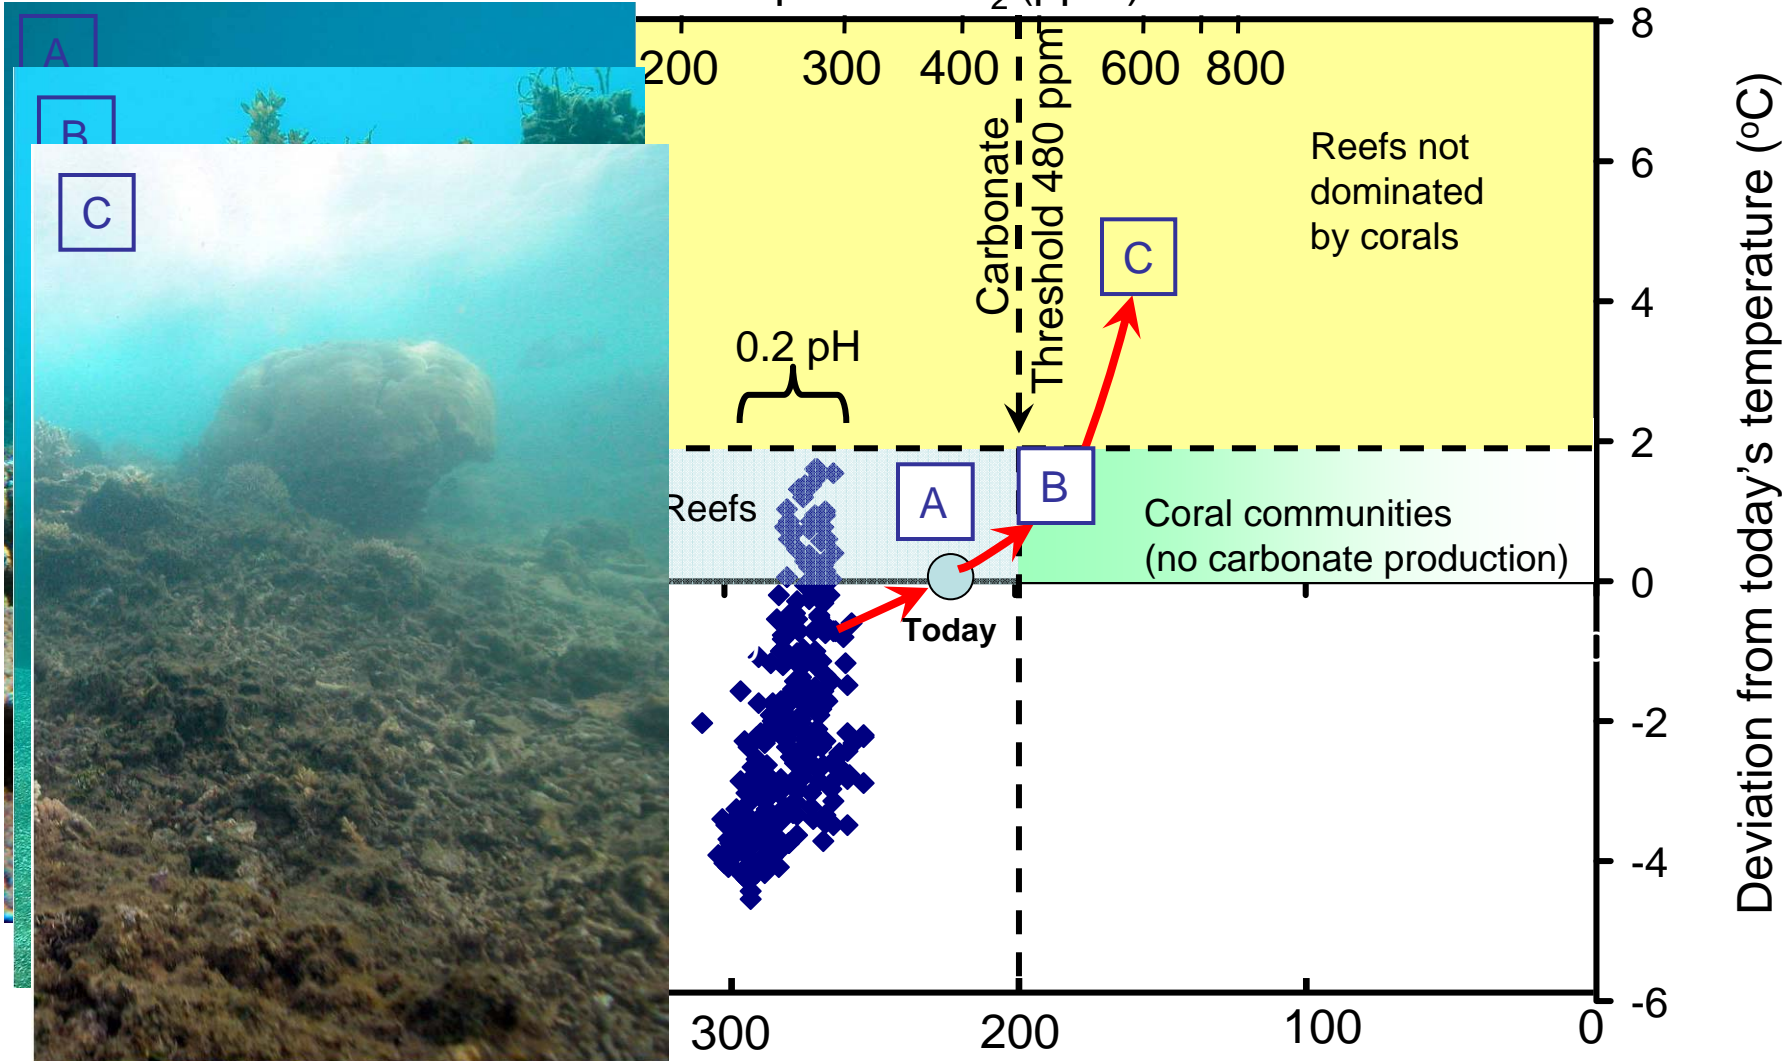 A
B
C
200 300 400 600 800
8
6
4
2
0
-2
-4
-6
Deviation from today's temperature (oC)
Carbonate
Threshold 480 ppm
Reefs not
dominated
by corals
C
0.2 pH
Reefs
A
B
Coral communities
(no carbonate production)
Today
300 200 100 0